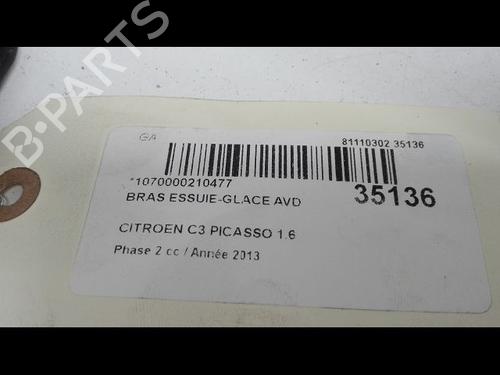 GA
81110302 35136
*1070000210477
35136
BRAS ESSUIE-GLACE AVD
CITROEN C3 PICASSO 1.6
Phase 2 cc / Année 2013
B-PARTS